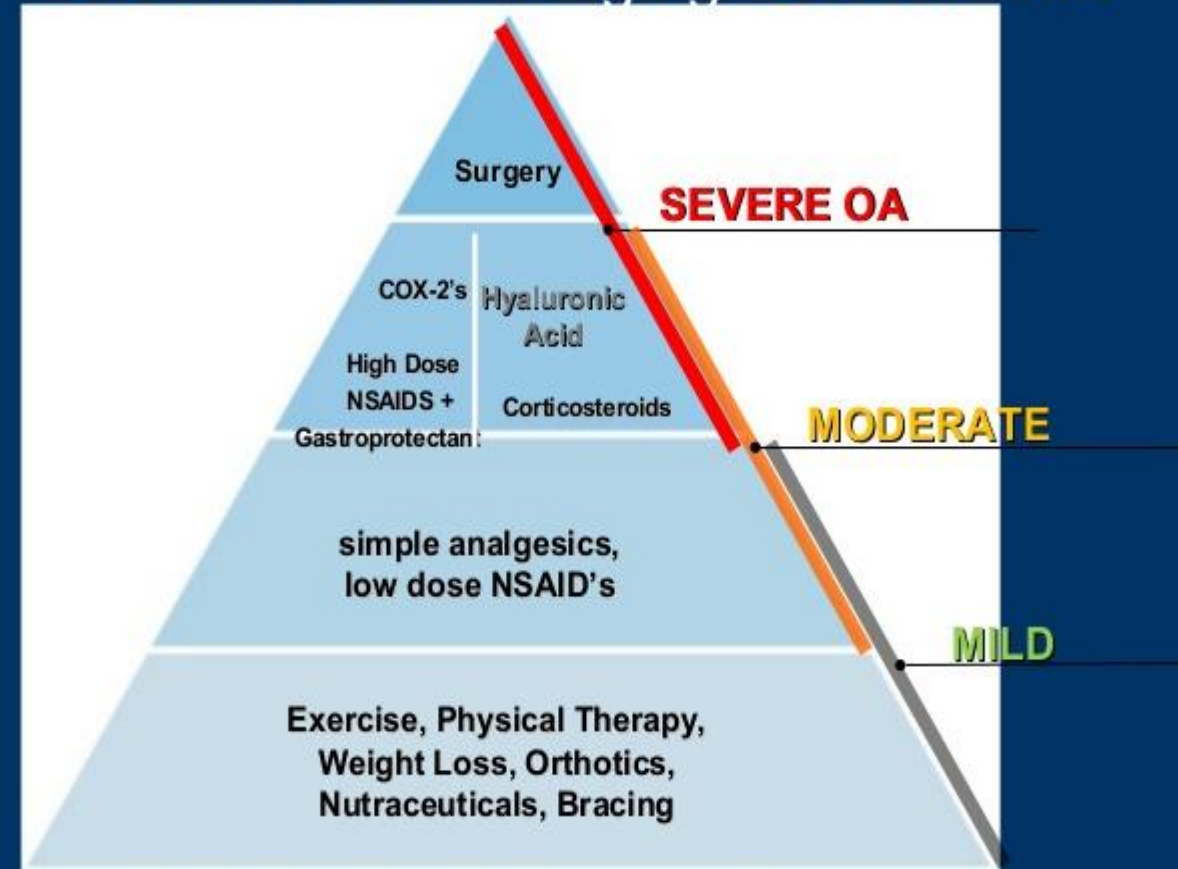 Surgery
SEVERE OA
COX-2's
Hyaluronic
Acid
High Dose
NSAIDS +
Gastroprotectant
Corticosteroids
MODERATE
simple analgesics,
low dose NSAID's
MILD
Exercise, Physical Therapy,
Weight Loss, Orthotics,
Nutraceuticals, Bracing